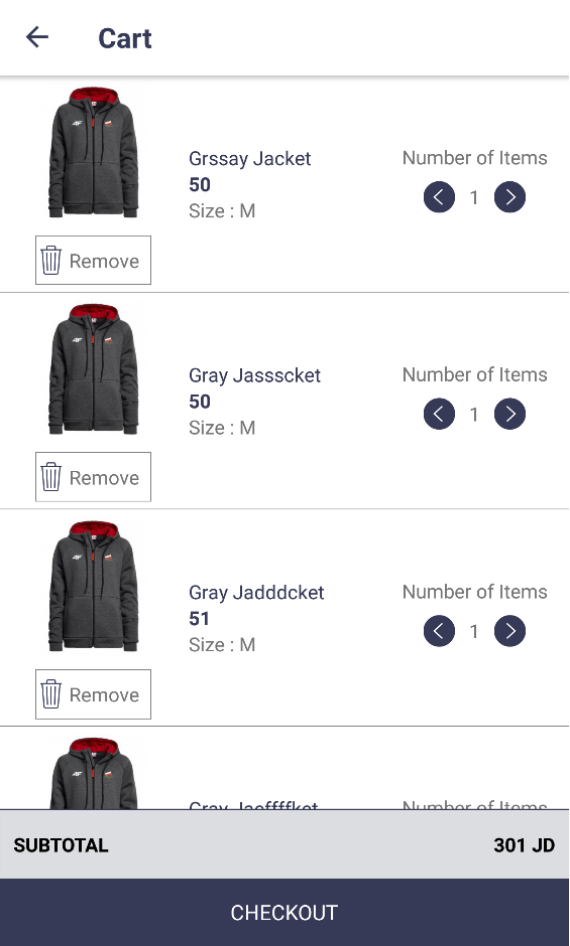 Cart
Grssay Jacket
50
Size : M
Number of Items
1
Remove
Gray Jassscket
50
Size : M
Number of Items
1
Remove
Gray Jadddcket
51
Size : M
Number of Items
1
Remove
Gray
Number of Items
SUBTOTAL 301 JD
CHECKOUT